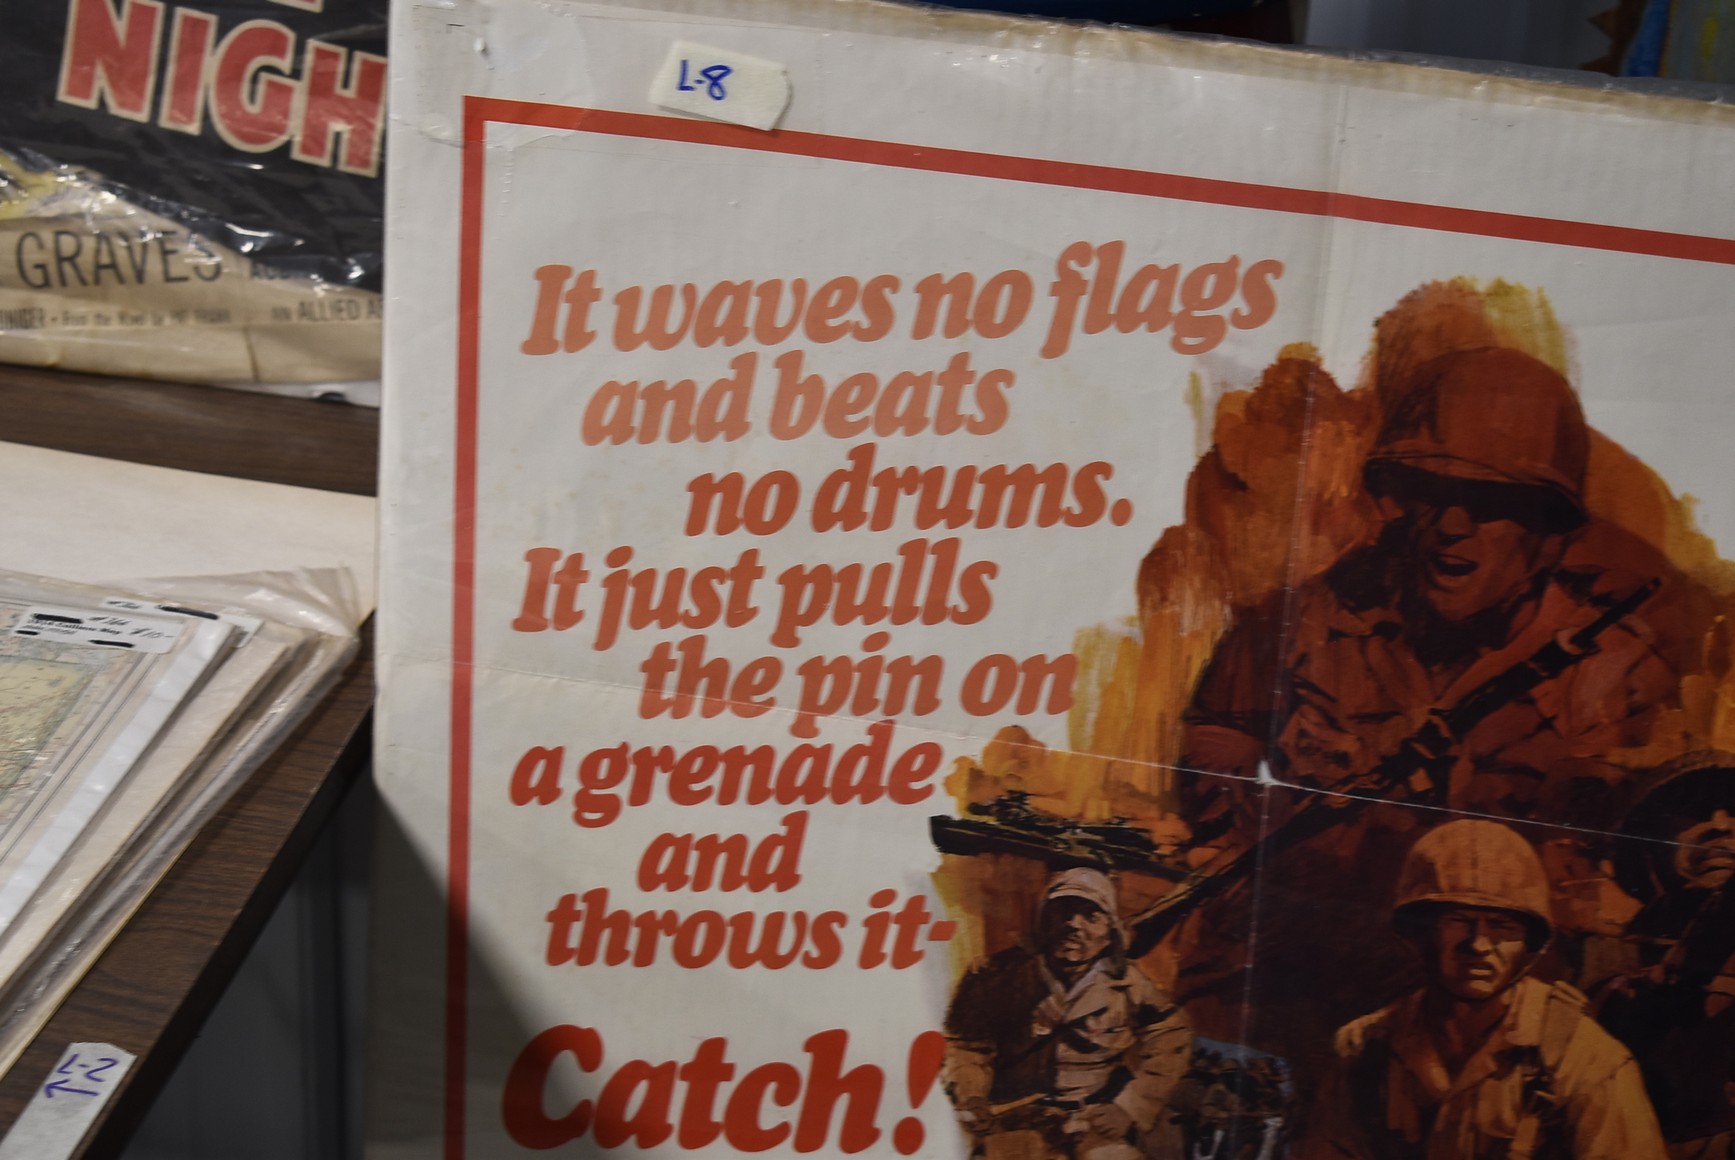 NIGH
GRAVES
AN ALLIED A
L-8
It waves no flags
and beats
no drums.
It just pulls
the pin on
a grenade
and
throws it-
Catch!
L-2